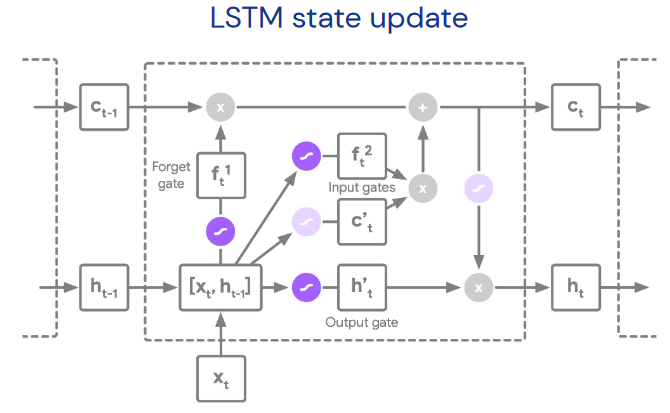 LSTM state update
c_{t-1}
x
+
c_t
Forget
gate
f_t^1
f_t^2
Input gates
x
c'_t
h_{t-1}
[x_t, h_{t-1}]
h'_t
x
h_t
Output gate
x_t